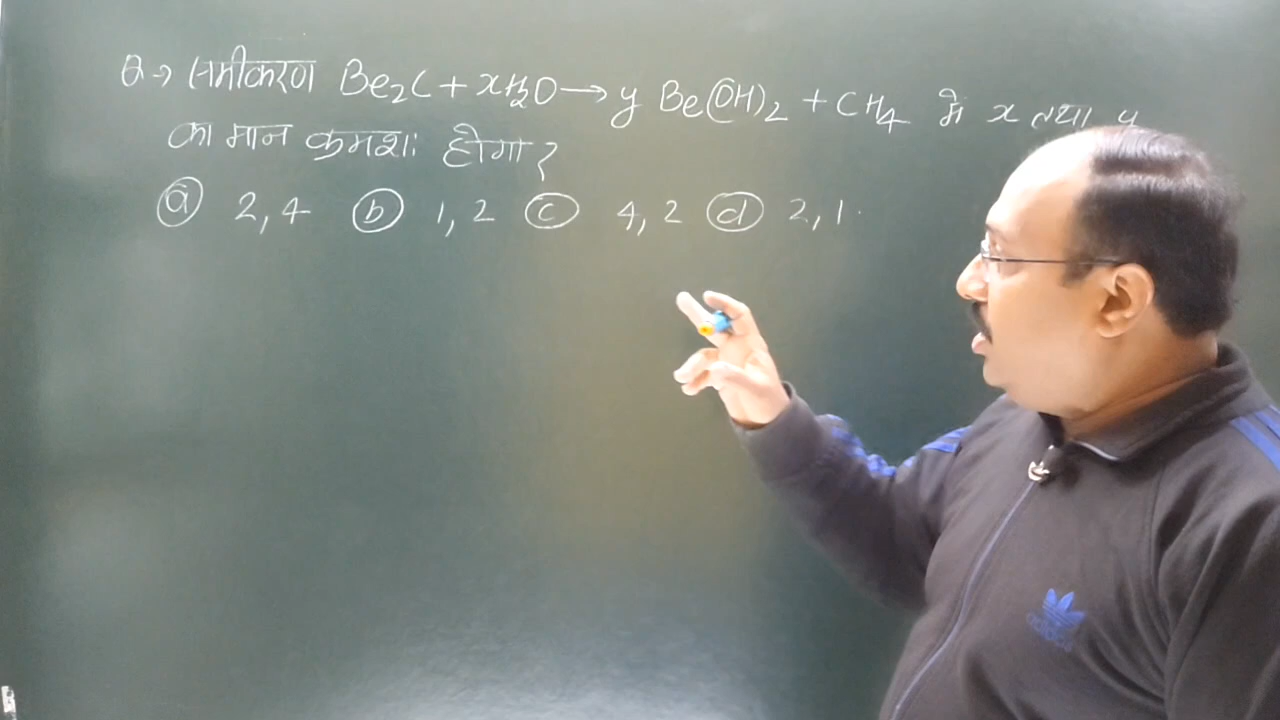 Q→ समीकरण Be₂C + xH₂O → y Be(OH)₂ + CH₄ में x तथा y
का मान क्रमशः होगा?
ⓐ 2,4 ⓑ 1,2 ⓒ 4,2 ⓓ 2,1.